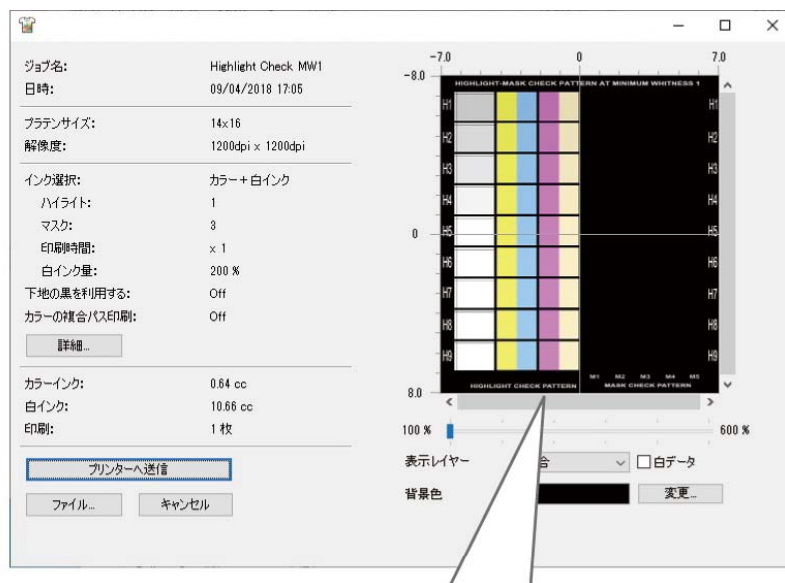 ジョブ名: Highlight Check MW1
日時: 09/04/2018 17:05
プラテンサイズ: 14x16
解像度: 1200dpi x 1200dpi
インク選択: カラー+白インク
ハイライト: 1
マスク: 3
印刷時間: x 1
白インク量: 200 %
下地の黒を利用する: Off
カラーの複合パス印刷: Off
詳細...
カラーインク: 0.64 cc
白インク: 10.66 cc
印刷: 1 枚
プリンターへ送信
ファイル... キャンセル
-7.0 0 7.0
-8.0
HIGHLIGHT-MASK CHECK PATTERN AT MINIMUM WHITNESS 1
H1 H1
H2 H2
H3 H3
H4 H4
0 H5 H5
H6 H6
H7 H7
H8 H8
H9 H9
M1 M2 M3 M4 M5
HIGHLIGHT CHECK PATTERN MASK CHECK PATTERN
8.0
100 % 600 %
表示レイヤー 合 白データ
背景色 変更...